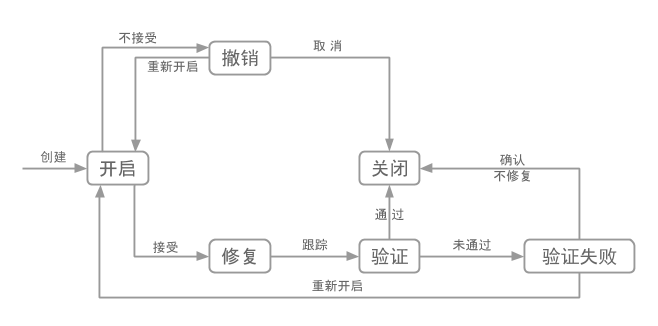 不接受
撤销
取 消
重新开启
创建
开启
关闭
确认
不修复
通 过
接受
修复
跟踪
验证
未通过
验证失败
重新开启